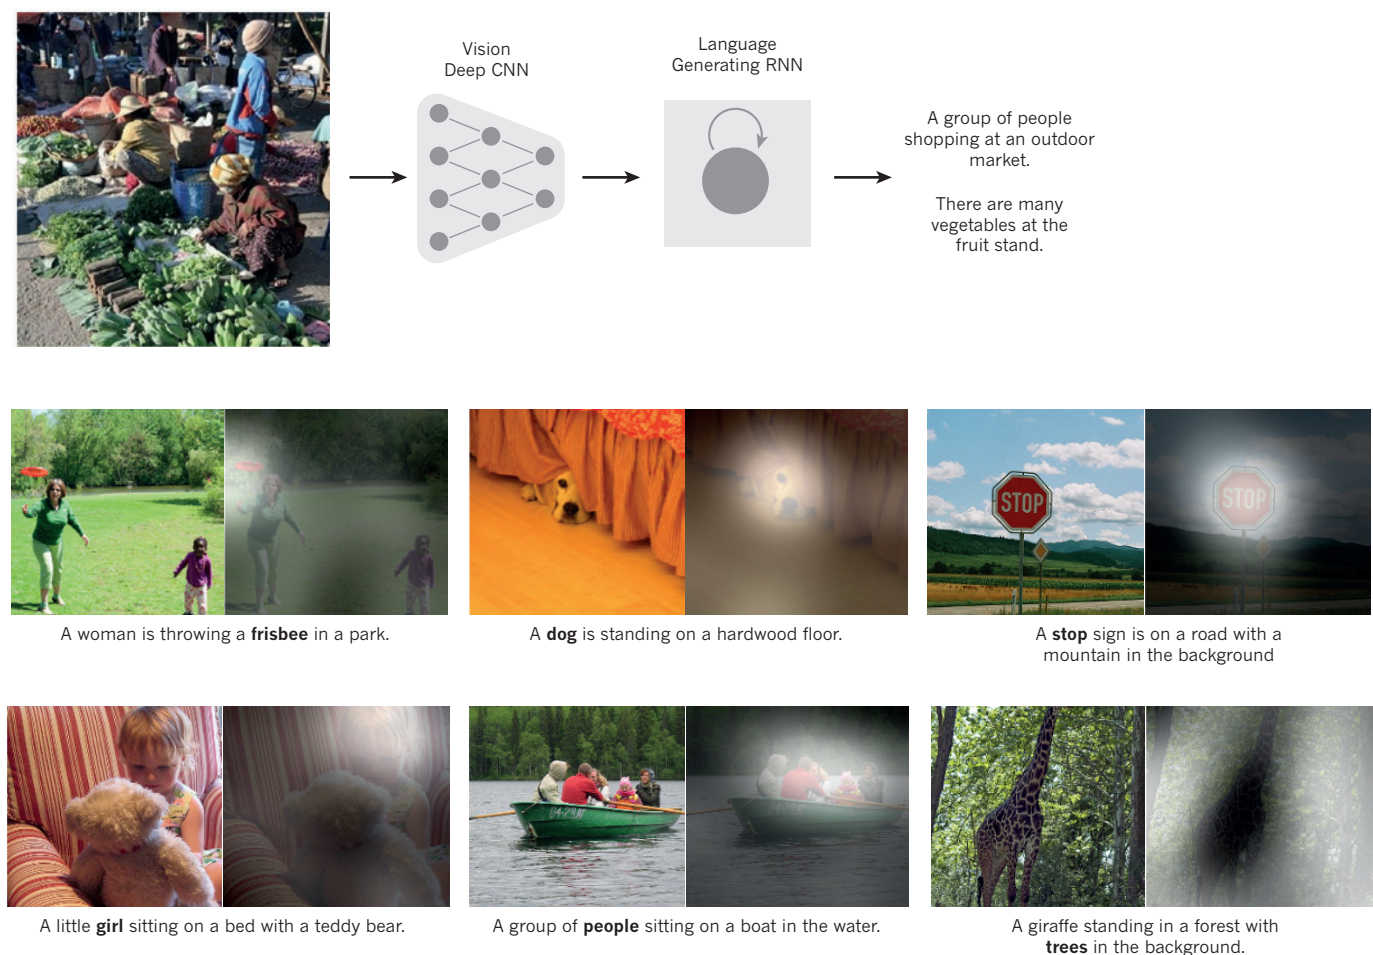 Vision
Deep CNN
Language
Generating RNN
A group of people
shopping at an outdoor
market.
There are many
vegetables at the
fruit stand.
STOP
STOP
A woman is throwing a frisbee in a park.
A dog is standing on a hardwood floor.
A stop sign is on a road with a
mountain in the background
A little girl sitting on a bed with a teddy bear.
A group of people sitting on a boat in the water.
A giraffe standing in a forest with
trees in the background.